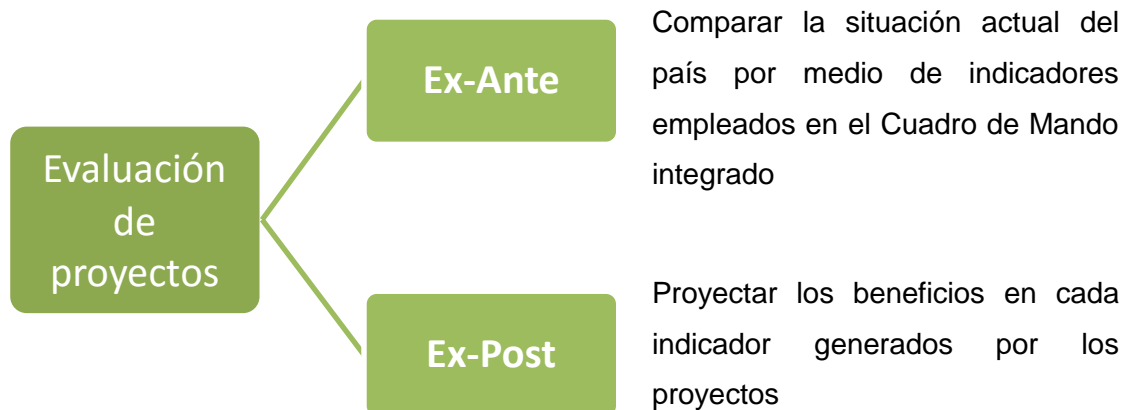 Evaluación
de
proyectos
Ex-Ante
Comparar la situación actual del
país por medio de indicadores
empleados en el Cuadro de Mando
integrado
Ex-Post
Proyectar los beneficios en cada
indicador generados por los
proyectos